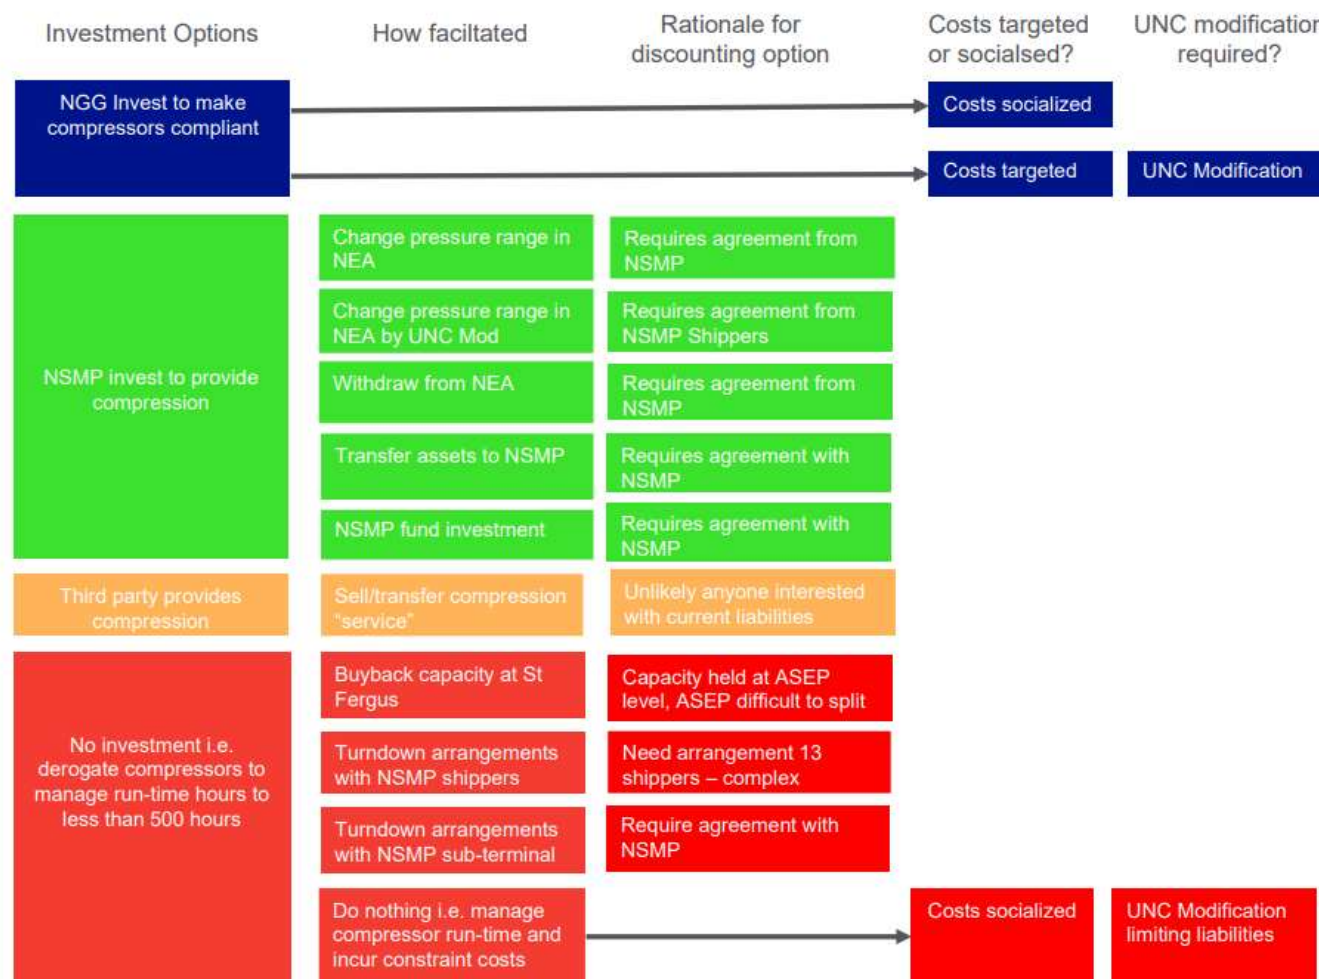 Investment Options
How faciltated
Rationale for
discounting option
Costs targeted
or socialsed?
UNC modification
required?
NGG Invest to make
compressors compliant
Costs socialized
Costs targeted
UNC Modification
NSMP invest to provide
compression
Change pressure range in
NEA
Requires agreement from
NSMP
Change pressure range in
NEA by UNC Mod
Requires agreement from
NSMP Shippers
Withdraw from NEA
Requires agreement from
NSMP
Transfer assets to NSMP
Requires agreement with
NSMP
NSMP fund investment
Requires agreement with
NSMP
Third party provides
compression
Sell/transfer compression
“service”
Unlikely anyone interested
with current liabilities
No investment i.e.
derogate compressors to
manage run-time hours to
less than 500 hours
Buyback capacity at St
Fergus
Capacity held at ASEP
level, ASEP difficult to split
Turndown arrangements
with NSMP shippers
Need arrangement 13
shippers – complex
Turndown arrangements
with NSMP sub-terminal
Require agreement with
NSMP
Do nothing i.e. manage
compressor run-time and
incur constraint costs
Costs socialized
UNC Modification
limiting liabilities